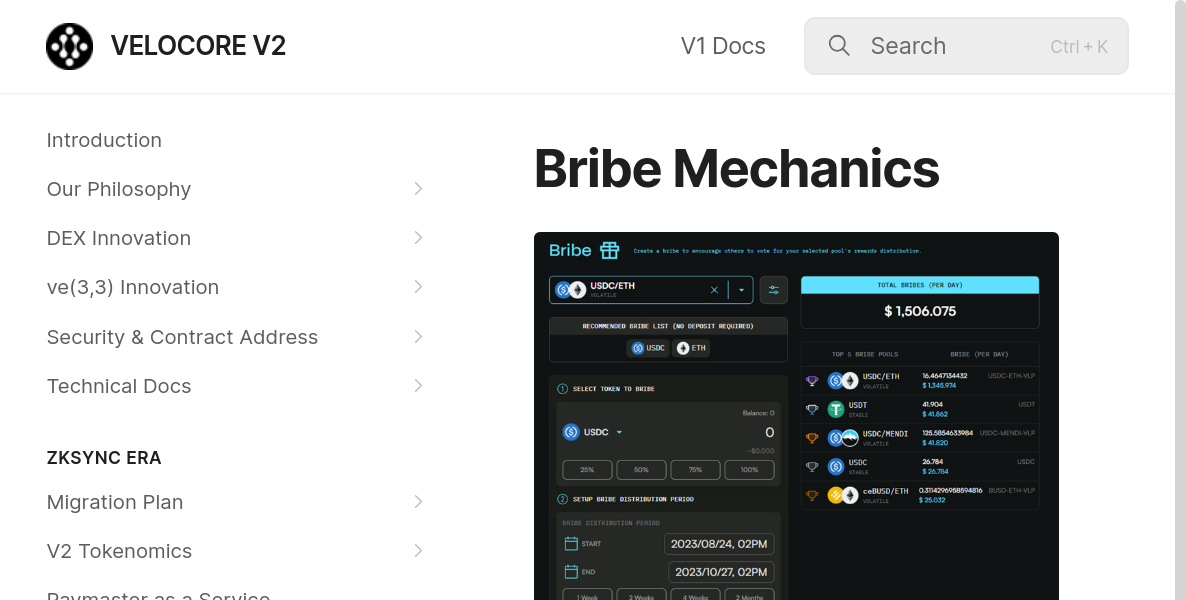 VELOCORE V2
V1 Docs
Search
Ctrl + K
Introduction
Our Philosophy
DEX Innovation
ve(3,3) Innovation
Security & Contract Address
Technical Docs
ZKSYNC ERA
Migration Plan
V2 Tokenomics
Paymaster as a Service
Bribe Mechanics
Bribe
Create a bribe to encourage others to vote for your selected pool's rewards distribution.
USDC/ETH
VOLATILE
RECOMMENDED BRIBE LIST (NO DEPOSIT REQUIRED)
USDC ETH
1 SELECT TOKEN TO BRIBE
Balance: 0
USDC 0
~$0.000
25% 50% 75% 100%
2 SETUP BRIBE DISTRIBUTION PERIOD
BRIBE DISTRIBUTION PERIOD
START 2023/08/24, 02PM
END 2023/10/27, 02PM
1 Week 2 Weeks 4 Weeks 2 Months
TOTAL BRIBES (PER DAY)
$ 1,506.075
TOP 5 BRIBE POOLS BRIBE (PER DAY)
USDC/ETH 16.4647134432 USDC-ETH-VLP
VOLATILE $ 1,345.974
USDT 41.904 USDT
STABLE $ 41.862
USDC/MENDI 125.5854633984 USDC-MENDI-VLP
VOLATILE $ 41.820
USDC 26.784 USDC
STABLE $ 26.784
ceBUSD/ETH 0.3114296958594816 BUSD-ETH-VLP
VOLATILE $ 25.032